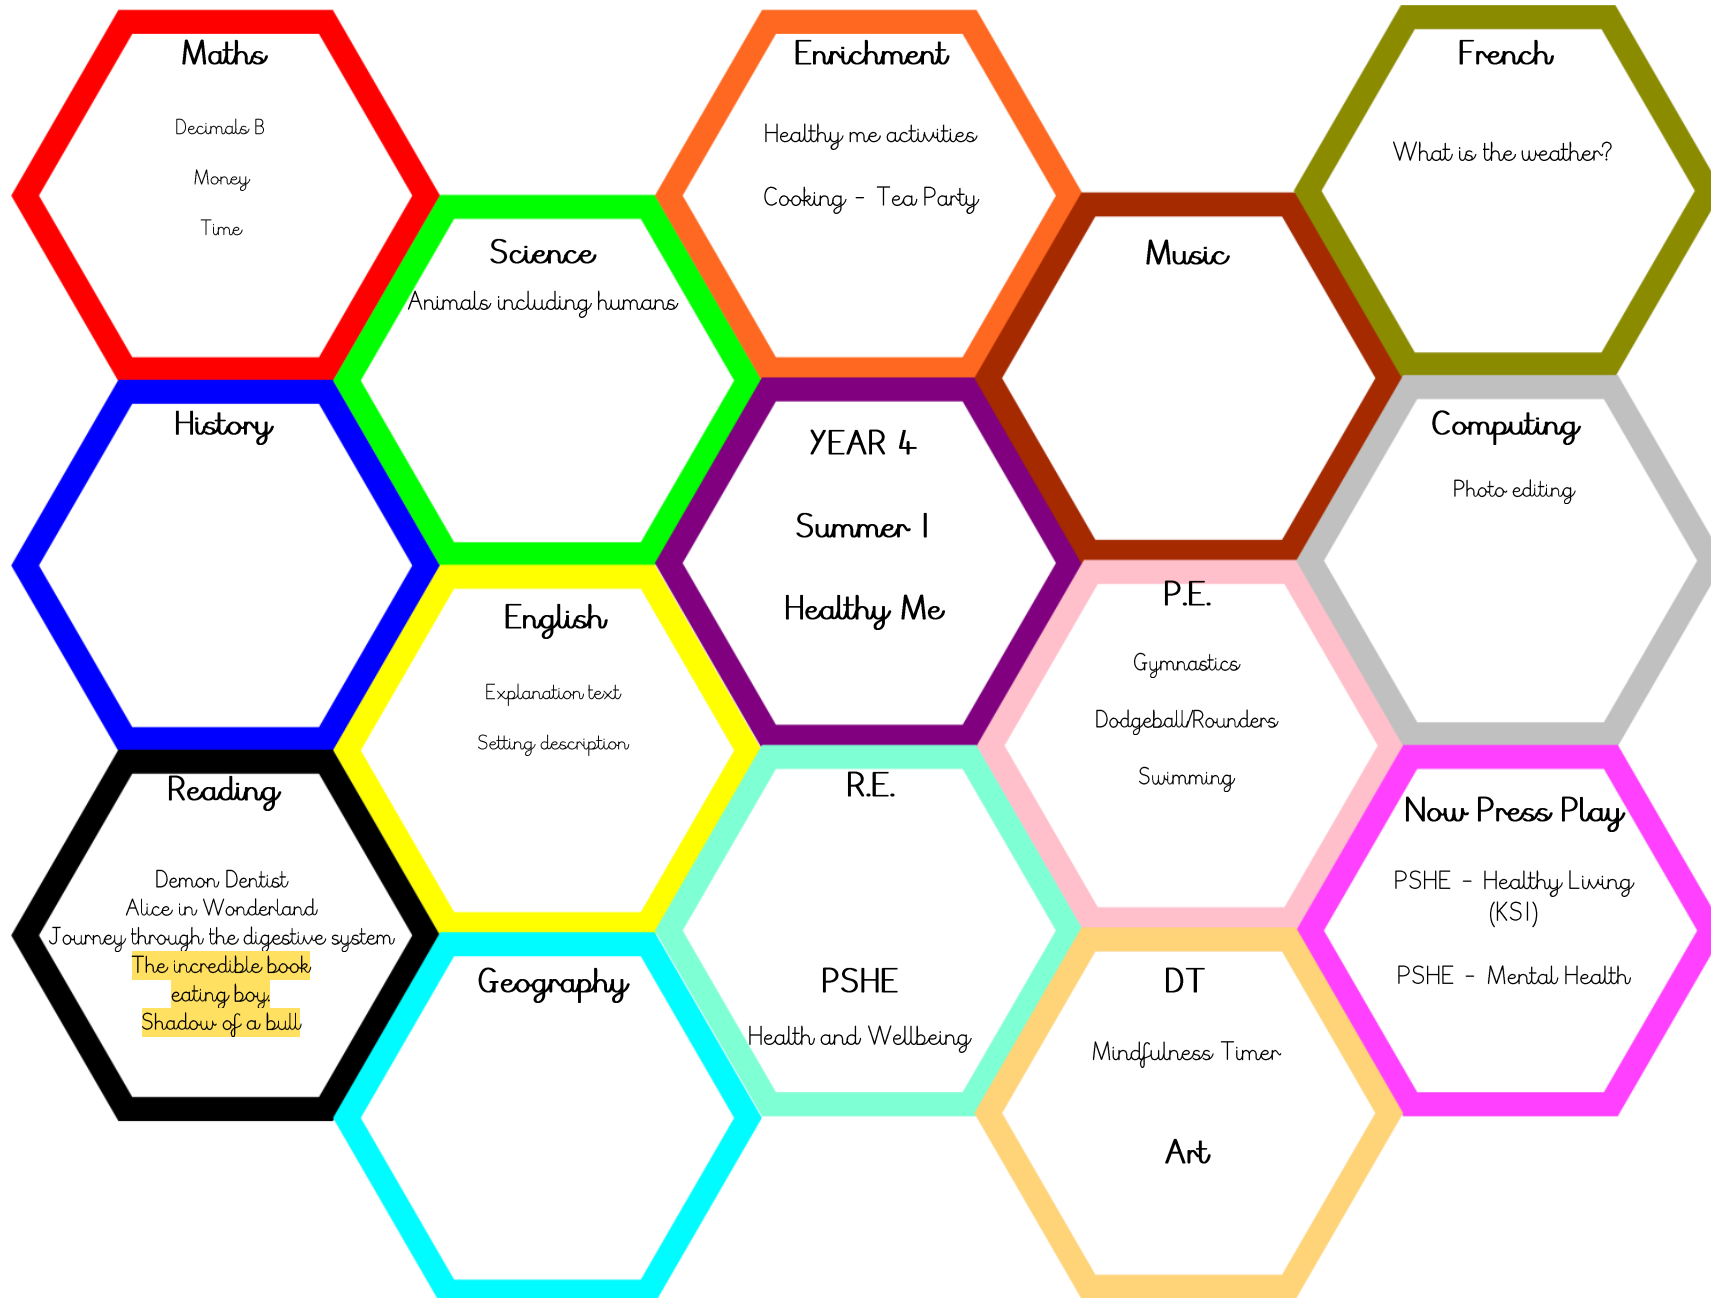 Maths
Decimals B
Money
Time
Enrichment
Healthy me activities
Cooking - Tea Party
French
What is the weather?
Science
Animals including humans
Music
History
YEAR 4
Summer 1
Healthy Me
Computing
Photo editing
English
Explanation text
Setting description
P.E.
Gymnastics
Dodgeball/Rounders
Swimming
Reading
Demon Dentist
Alice in Wonderland
Journey through the digestive system
The incredible book
eating boy.
Shadow of a bull
R.E.
PSHE
Health and Wellbeing
Now Press Play
PSHE - Healthy Living
(KS1)
PSHE - Mental Health
Geography
DT
Mindfulness Timer
Art